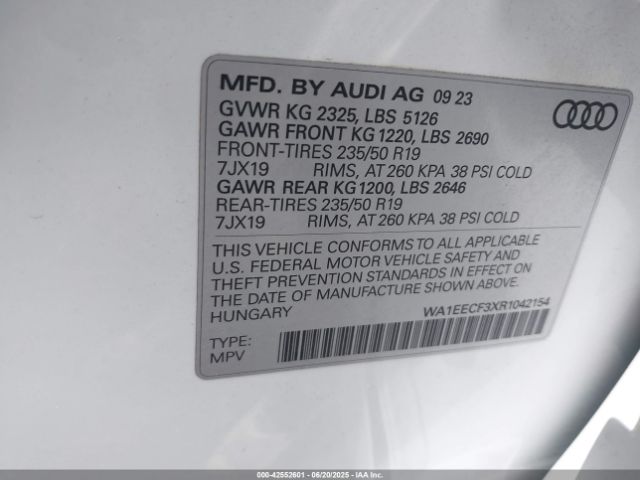 MFD. BY AUDI AG 09 23
GVWR KG 2325, LBS 5126
GAWR FRONT KG 1220, LBS 2690
FRONT-TIRES 235/50 R19
7JX19 RIMS, AT 260 KPA 38 PSI COLD
GAWR REAR KG 1200, LBS 2646
REAR-TIRES 235/50 R19
7JX19 RIMS, AT 260 KPA 38 PSI COLD
THIS VEHICLE CONFORMS TO ALL APPLICABLE
U.S. FEDERAL MOTOR VEHICLE SAFETY AND
THEFT PREVENTION STANDARDS IN EFFECT ON
THE DATE OF MANUFACTURE SHOWN ABOVE.
HUNGARY
WA1EECF3XR1042154
TYPE:
MPV
000-42552601 - 06/20/2025 - IAA Inc.